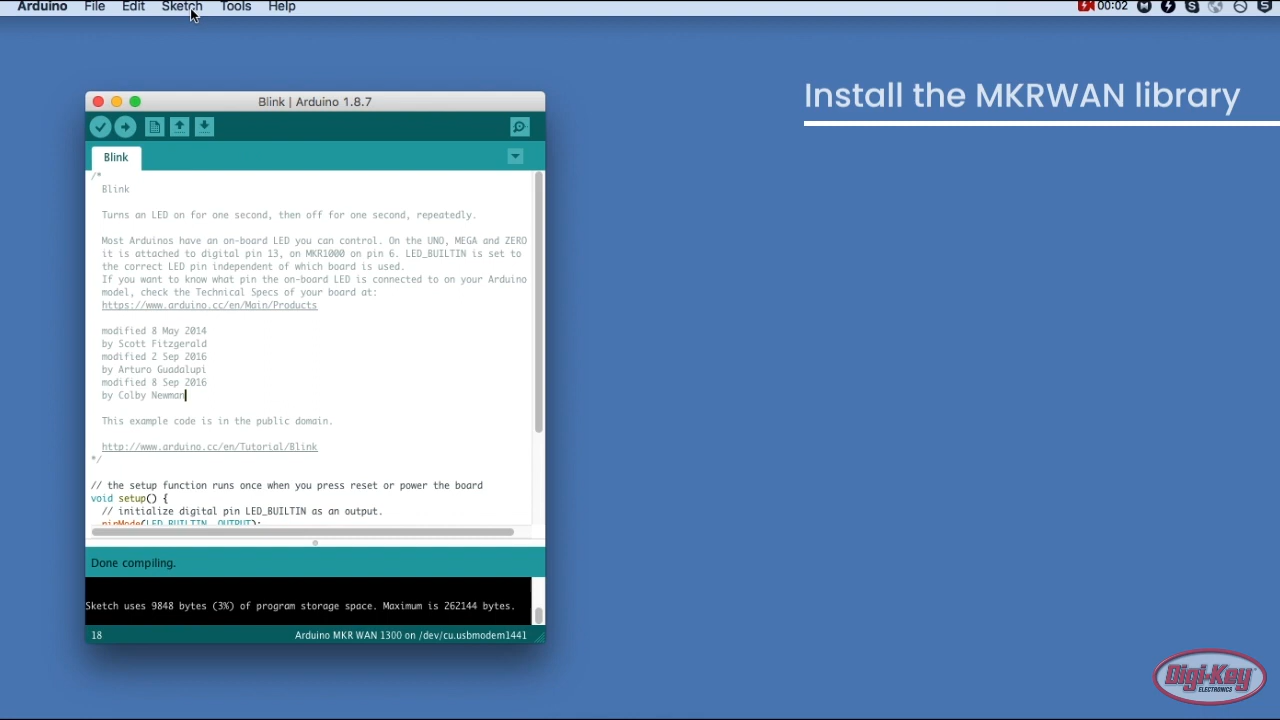 Arduino File Edit Sketch Tools Help 00:02
Install the MKRWAN library
Blink | Arduino 1.8.7
Blink
/*
Blink
Turns an LED on for one second, then off for one second, repeatedly.
Most Arduinos have an on-board LED you can control. On the UNO, MEGA and ZERO
it is attached to digital pin 13, on MKR1000 on pin 6. LED_BUILTIN is set to
the correct LED pin independent of which board is used.
If you want to know what pin the on-board LED is connected to on your Arduino
model, check the Technical Specs of your board at:
https://www.arduino.cc/en/Main/Products
modified 8 May 2014
by Scott Fitzgerald
modified 2 Sep 2016
by Arturo Guadalupi
modified 8 Sep 2016
by Colby Newman
This example code is in the public domain.
http://www.arduino.cc/en/Tutorial/Blink
*/
// the setup function runs once when you press reset or power the board
void setup() {
// initialize digital pin LED_BUILTIN as an output.
pinMode(LED_BUILTIN, OUTPUT);
Done compiling.
Sketch uses 9848 bytes (3%) of program storage space. Maximum is 262144 bytes.
18 Arduino MKR WAN 1300 on /dev/cu.usbmodem1441
Digi-Key
ELECTRONICS